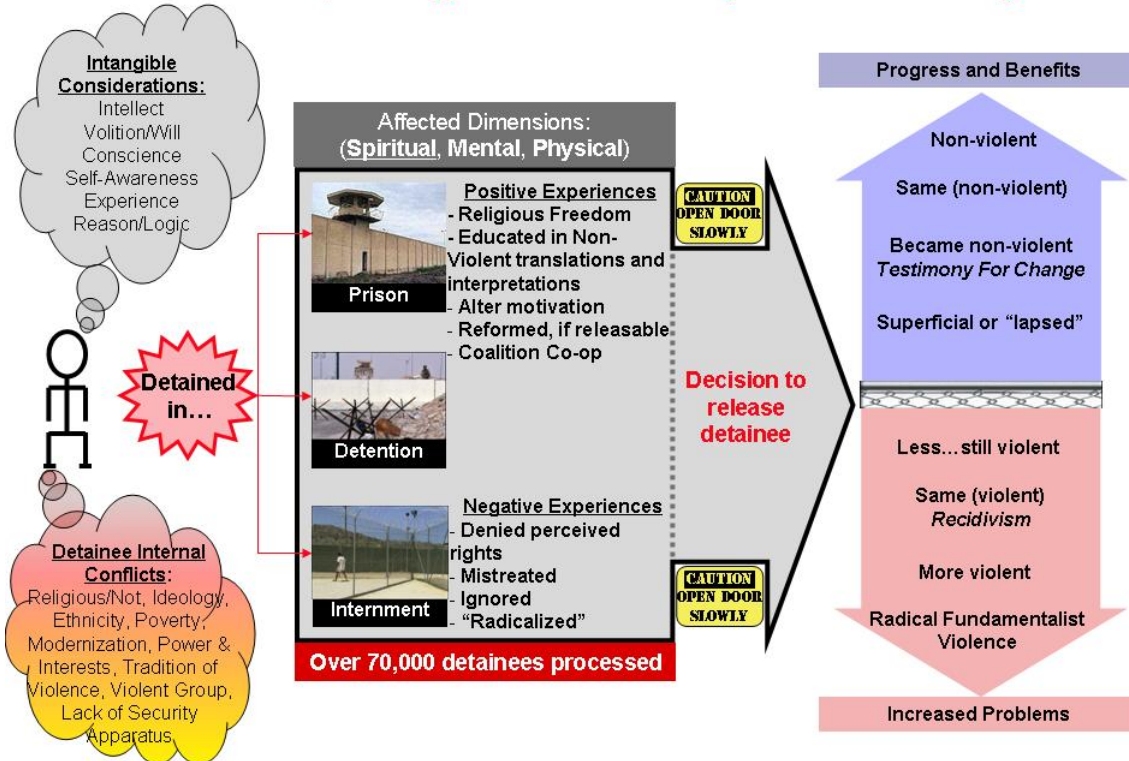 Intangible
Considerations:
Intellect
Volition/Will
Conscience
Self-Awareness
Experience
Reason/Logic
Detained
in…
Detainee Internal
Conflicts:
Religious/Not, Ideology,
Ethnicity, Poverty,
Modernization, Power &
Interests, Tradition of
Violence, Violent Group,
Lack of Security
Apparatus
Affected Dimensions:
(Spiritual, Mental, Physical)
Prison
Detention
Internment
Positive Experiences
- Religious Freedom
- Educated in Non-
Violent translations and
interpretations
- Alter motivation
- Reformed, if releasable
- Coalition Co-op
Negative Experiences
- Denied perceived
rights
- Mistreated
- Ignored
- “Radicalized”
Over 70,000 detainees processed
CAUTION
OPEN DOOR
SLOWLY
Decision to
release
detainee
CAUTION
OPEN DOOR
SLOWLY
Progress and Benefits
Non-violent
Same (non-violent)
Became non-violent
Testimony For Change
Superficial or “lapsed”
Less…still violent
Same (violent)
Recidivism
More violent
Radical Fundamentalist
Violence
Increased Problems